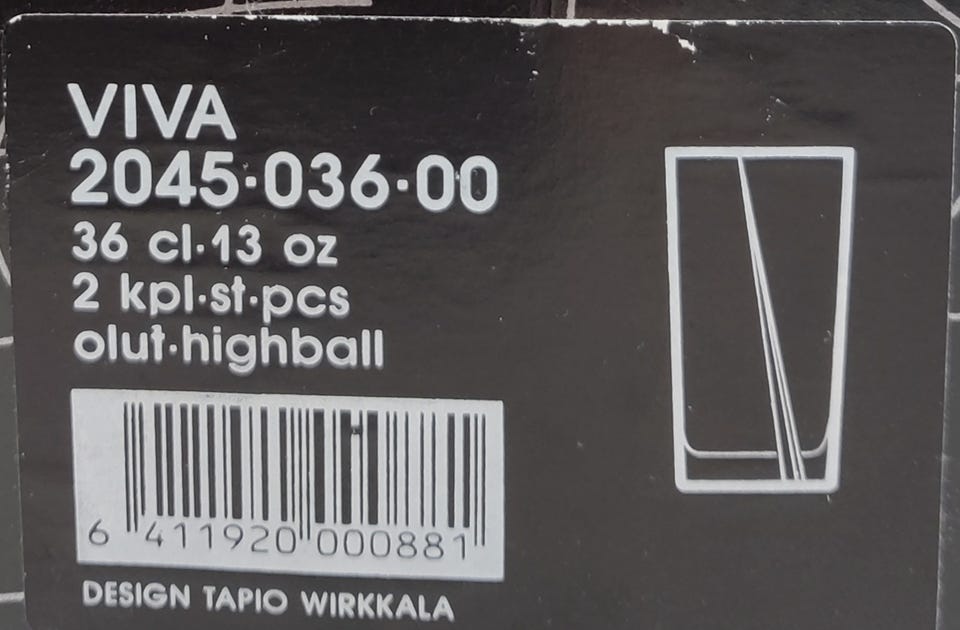 VIVA
2045·036·00
36 cl·13 oz
2 kpl·st·pcs
olut·highball
6 411920 000881
DESIGN TAPIO WIRKKALA